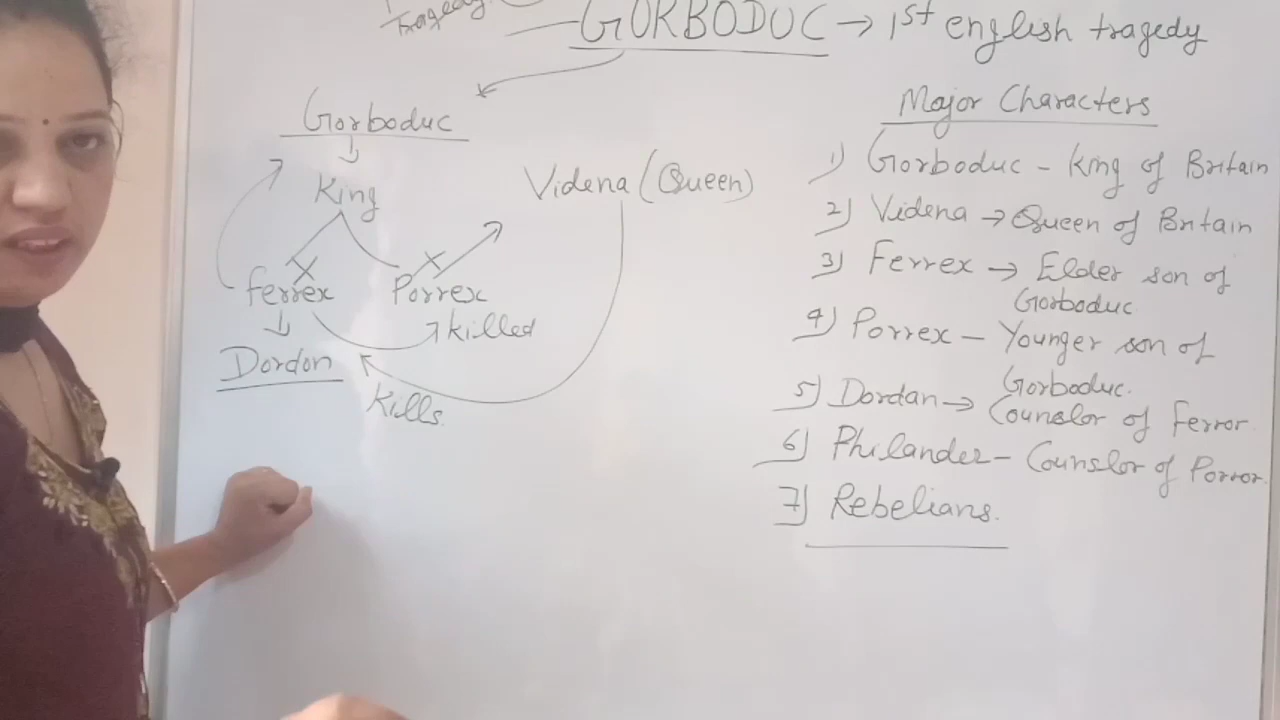 tragedy
GORBODUC → 1st english tragedy
Gorboduc
King
Videna (Queen)
Ferrex
Porrex
killed
Dordon
Kills.
Major Characters
1) Gorboduc - King of Britain
2) Videna → Queen of Britain
3) Ferrex → Elder son of
Gorboduc
4) Porrex - Younger son of
Gorboduc.
5) Dordan → Counslor of Ferror.
6) Philander - Counslor of Porror.
7) Rebelians.